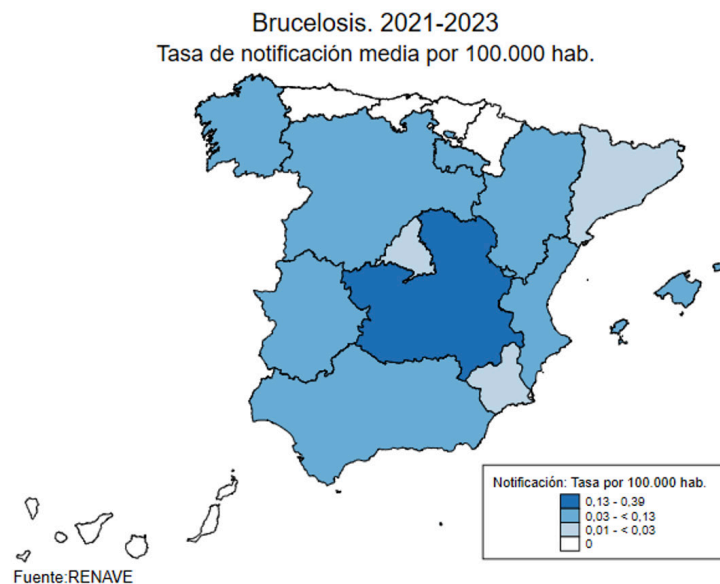 Brucelosis. 2021-2023
Tasa de notificación media por 100.000 hab.
Notificación: Tasa por 100.000 hab.
0,13 - 0,39
0,03 - < 0,13
0,01 - < 0,03
0
Fuente:RENAVE